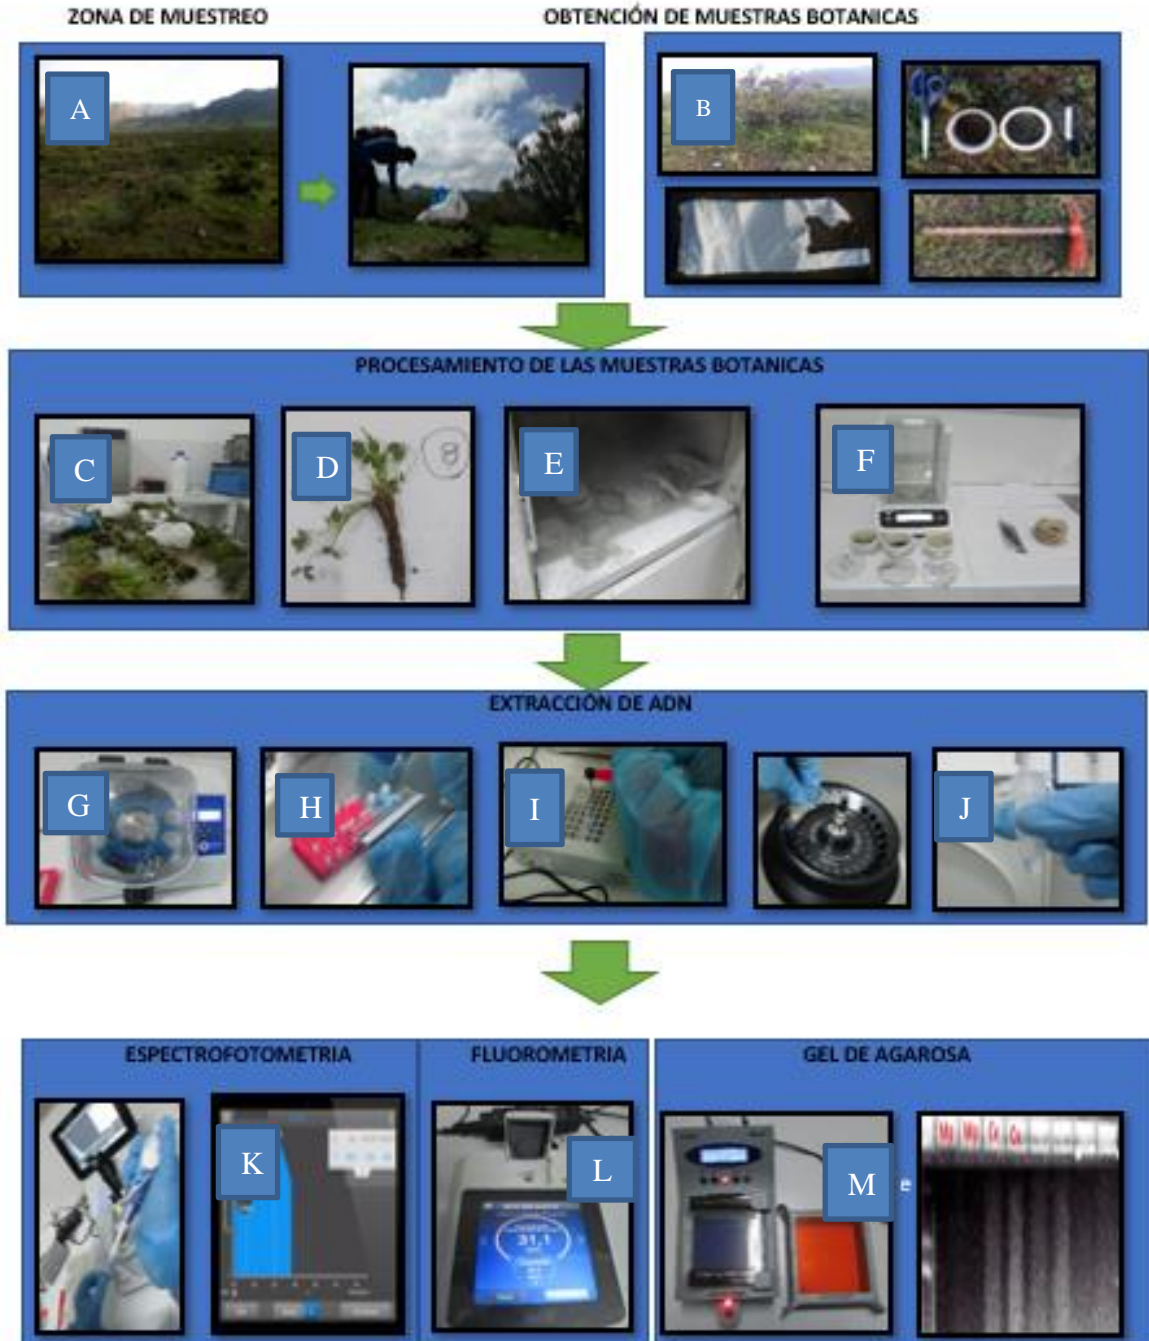 ZONA DE MUESTREO
OBTENCIÓN DE MUESTRAS BOTANICAS
A
B
PROCESAMIENTO DE LAS MUESTRAS BOTANICAS
C
D
8
E
F
EXTRACCIÓN DE ADN
G
H
I
J
ESPECTROFOTOMETRIA
FLUOROMETRIA
GEL DE AGAROSA
K
31,1
L
M
e